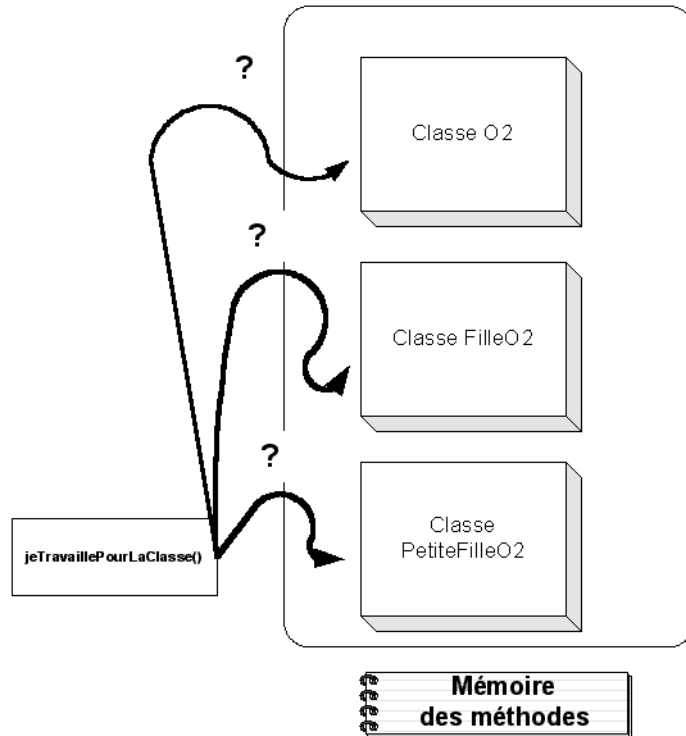 ?
Classe O2
?
Classe FilleO2
?
Classe
PetiteFilleO2
jeTravaillePourLaClasse()
Mémoire
des méthodes